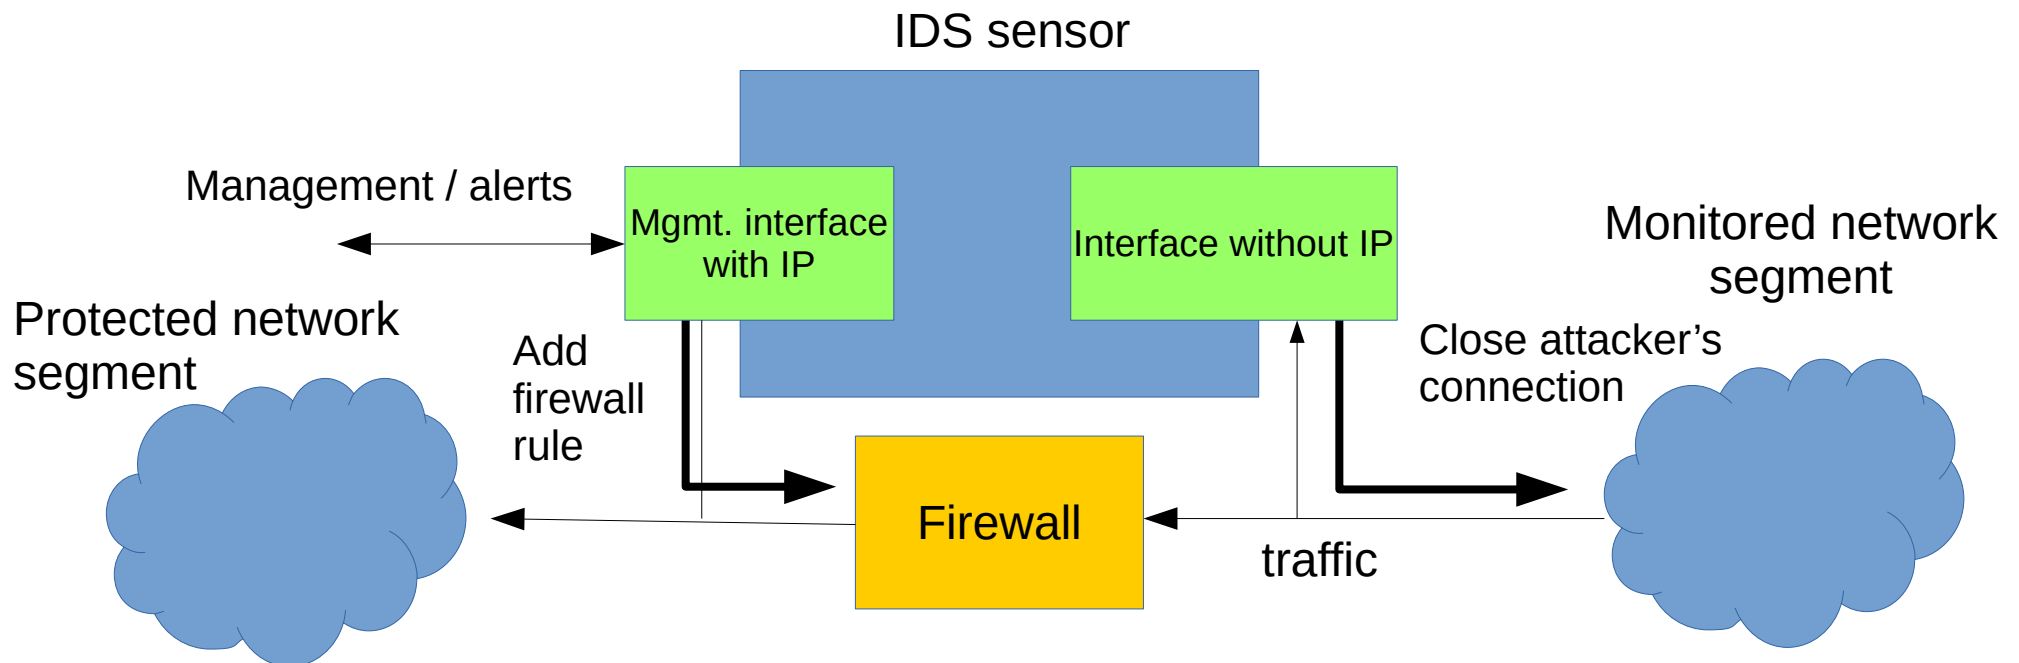 IDS sensor
Management / alerts
Mgmt. interface
with IP
Interface without IP
Monitored network
segment
Protected network
segment
Add
firewall
rule
Close attacker’s
connection
Firewall
traffic